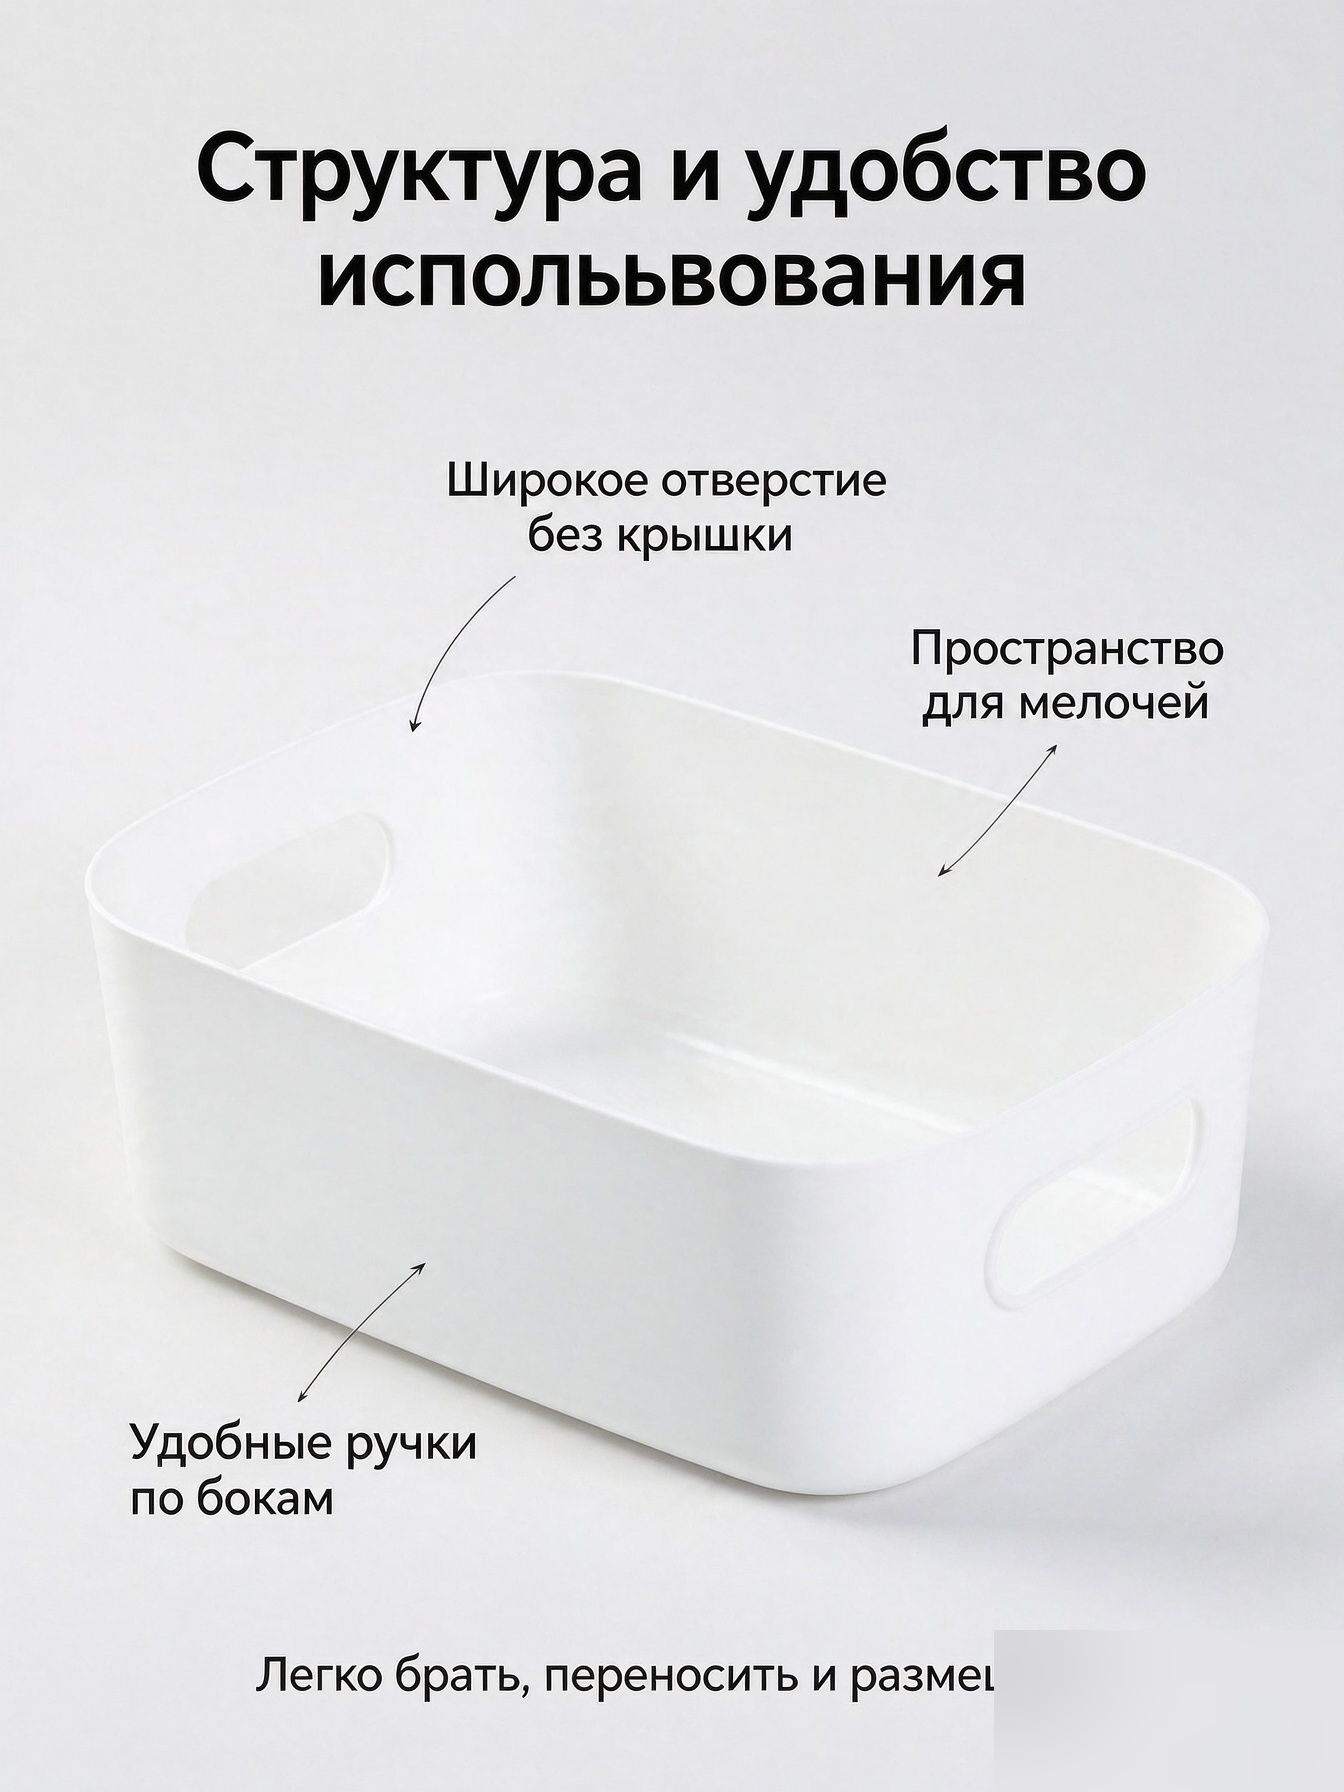 Структура и удобство
исполььвования
Широкое отверстие
без крышки
Пространство
для мелочей
Удобные ручки
по бокам
Легко брать, переносить и